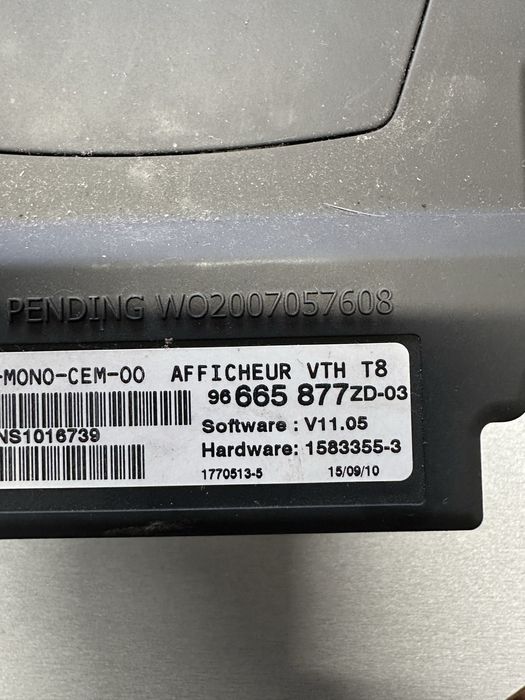 PENDING WO2007057608
-MONO-CEM-00 AFFICHEUR VTH T8
96 665 877ZD-03
Software : V11.05
NS1016739
Hardware: 1583355-3
1770513-5 15/09/10